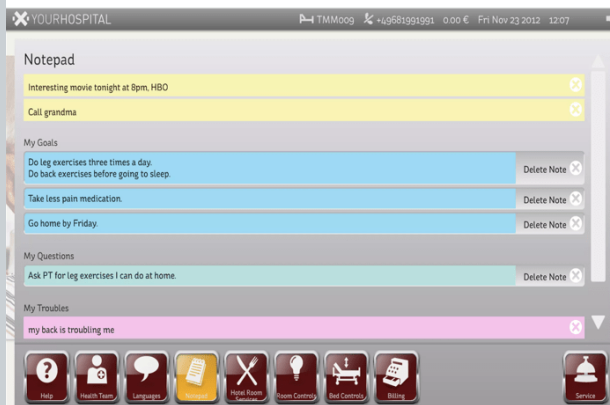 YOURHOSPITAL TMM009 +49681991991 0.00 € Fri Nov 23 2012 12:07
Notepad
Interesting movie tonight at 8pm, HBO
Call grandma
My Goals
Do leg exercises three times a day.
Do back exercises before going to sleep.
Delete Note
Take less pain medication.
Delete Note
Go home by Friday.
Delete Note
My Questions
Ask PT for leg exercises I can do at home.
Delete Note
My Troubles
my back is troubling me
Help
Health Team
Languages
Notepad
Hotel Room
Services
Room Controls
Bed Controls
Billing
Service